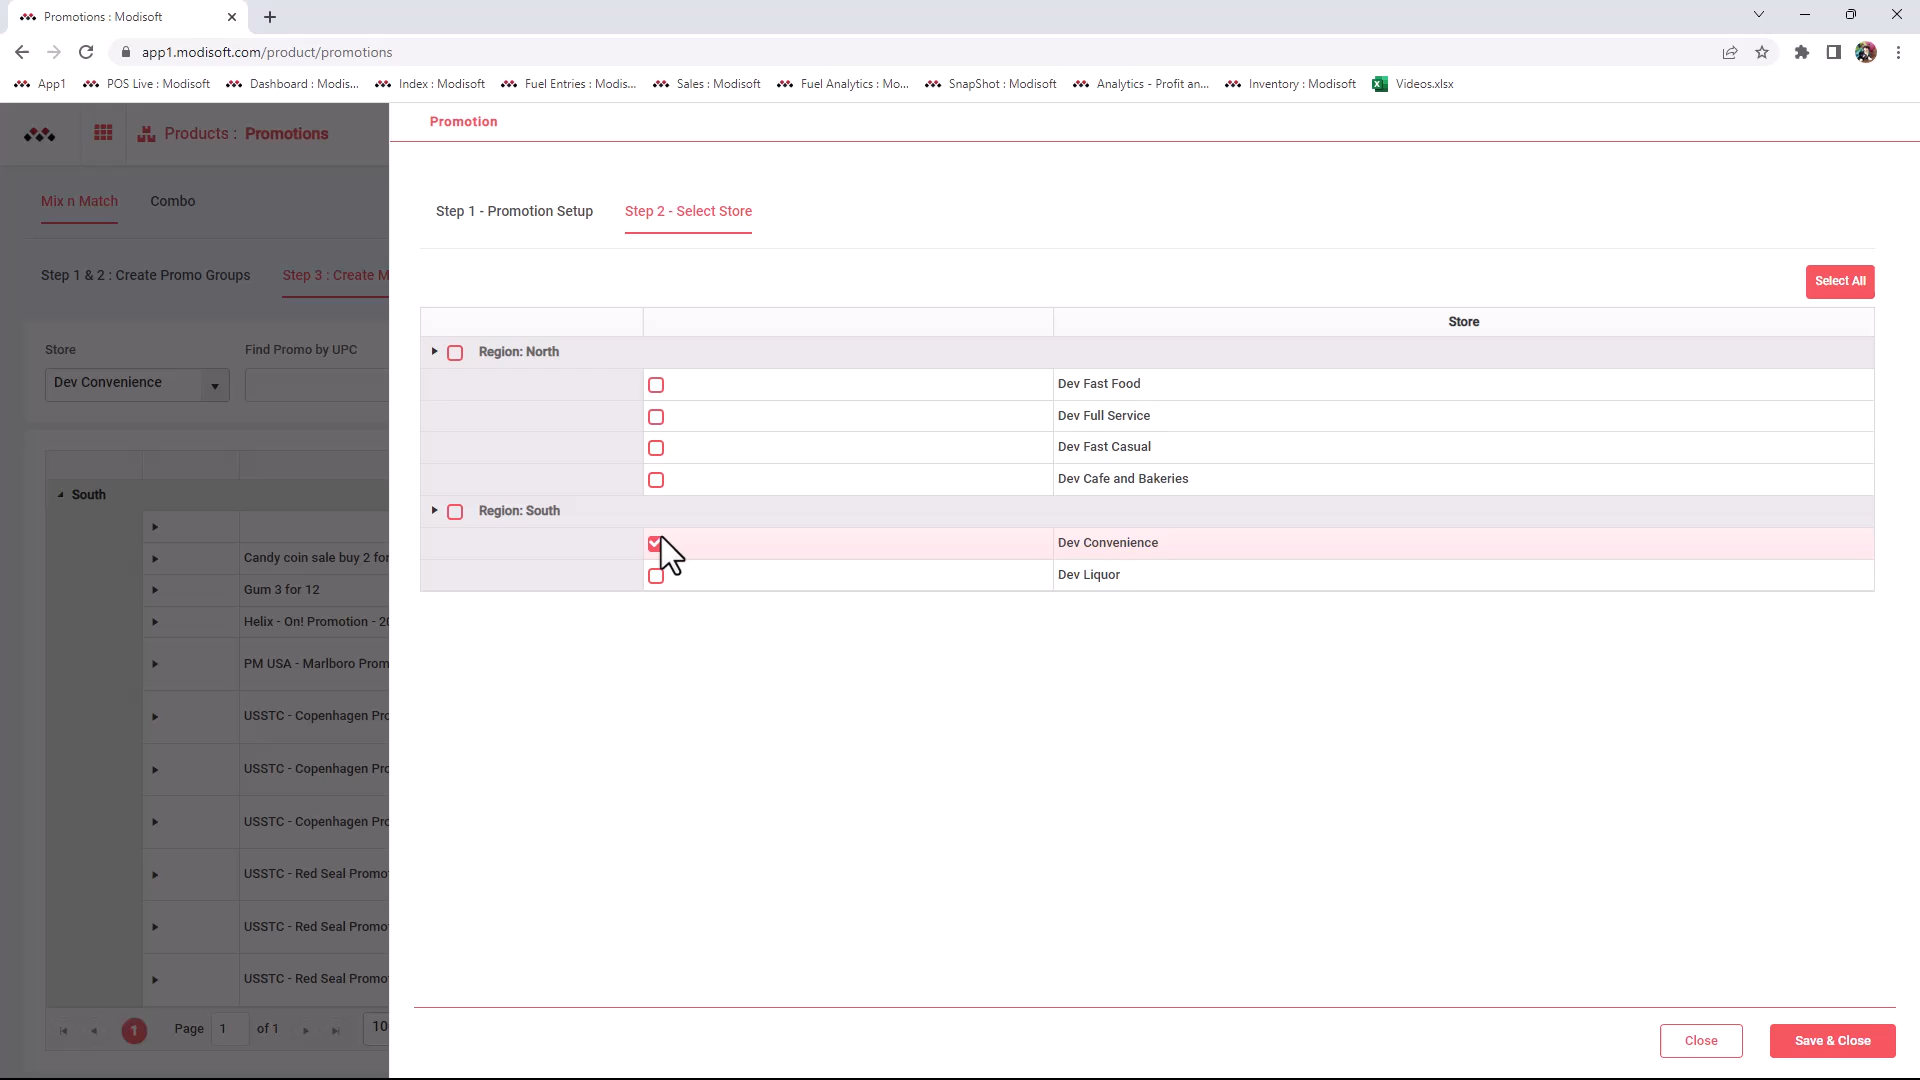 Promotions : Modisoft
app1.modisoft.com/product/promotions
App1 POS Live : Modisoft Dashboard : Modis... Index : Modisoft Fuel Entries : Modis... Sales : Modisoft Fuel Analytics : Mo... SnapShot : Modisoft Analytics - Profit an... Inventory : Modisoft Videos.xlsx
Promotion
Products : Promotions
Mix n Match Combo
Step 1 - Promotion Setup Step 2 - Select Store
Step 1 & 2 : Create Promo Groups Step 3 : Create M
Select All
Store
Region: North
Store Find Promo by UPC
Dev Convenience
Dev Fast Food
Dev Full Service
Dev Fast Casual
Dev Cafe and Bakeries
South
Region: South
Dev Convenience
Dev Liquor
Candy coin sale buy 2 for
Gum 3 for 12
Helix - On! Promotion - 20
PM USA - Marlboro Prom
USSTC - Copenhagen Pro
USSTC - Copenhagen Pro
USSTC - Copenhagen Pro
USSTC - Red Seal Promo
USSTC - Red Seal Promo
USSTC - Red Seal Promo
1 Page 1 of 1 10
Close Save & Close